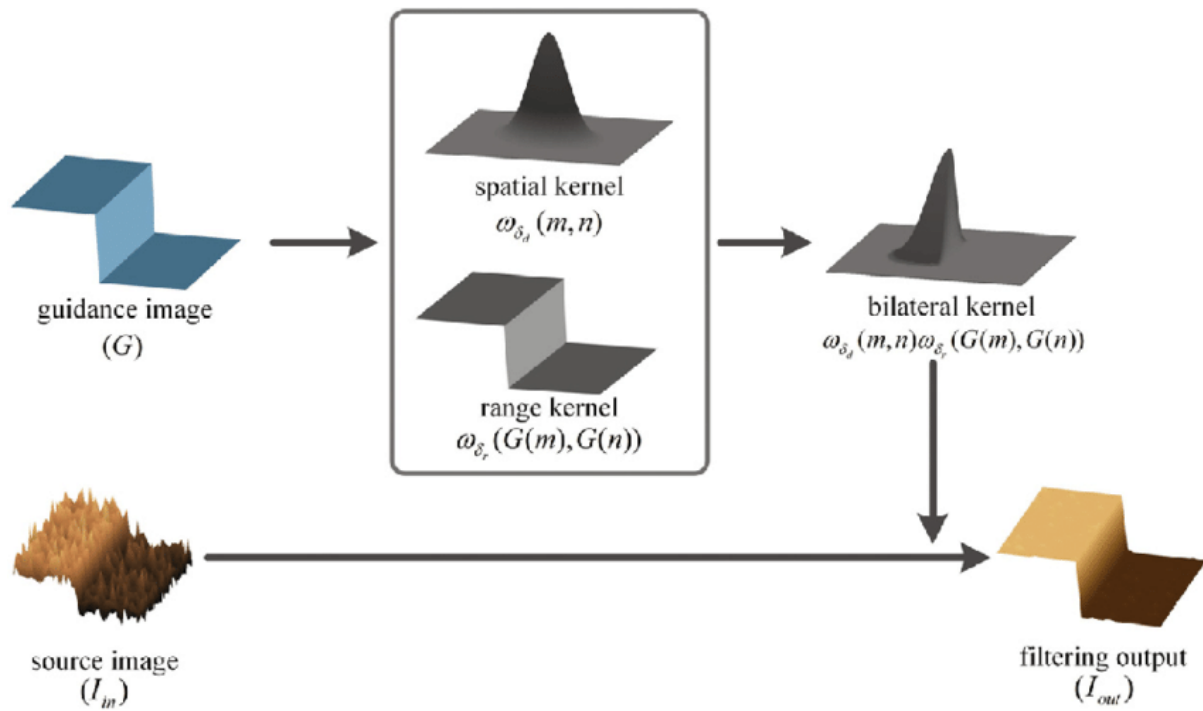 spatial kernel
ω_{δ_d}(m,n)
guidance image
(G)
range kernel
ω_{δ_r}(G(m),G(n))
bilateral kernel
ω_{δ_d}(m,n)ω_{δ_r}(G(m),G(n))
source image
(I_{in})
filtering output
(I_{out})